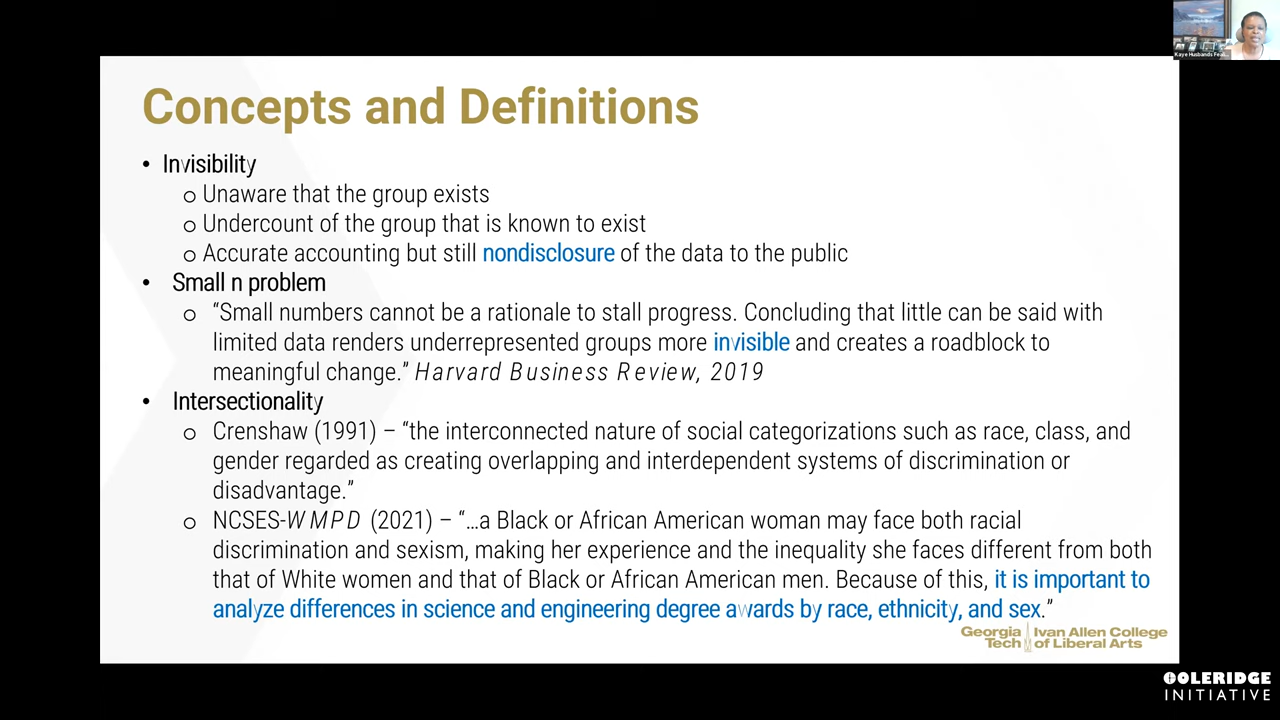 Kaye Husbands Feal...
Concepts and Definitions
• Invisibility
o Unaware that the group exists
o Undercount of the group that is known to exist
o Accurate accounting but still nondisclosure of the data to the public
• Small n problem
o “Small numbers cannot be a rationale to stall progress. Concluding that little can be said with
limited data renders underrepresented groups more invisible and creates a roadblock to
meaningful change.” Harvard Business Review, 2019
• Intersectionality
o Crenshaw (1991) – “the interconnected nature of social categorizations such as race, class, and
gender regarded as creating overlapping and interdependent systems of discrimination or
disadvantage.”
o NCSES-WMPD (2021) – “…a Black or African American woman may face both racial
discrimination and sexism, making her experience and the inequality she faces different from both
that of White women and that of Black or African American men. Because of this, it is important to
analyze differences in science and engineering degree awards by race, ethnicity, and sex.”
Georgia Tech
Ivan Allen College of Liberal Arts
COLERIDGE
INITIATIVE